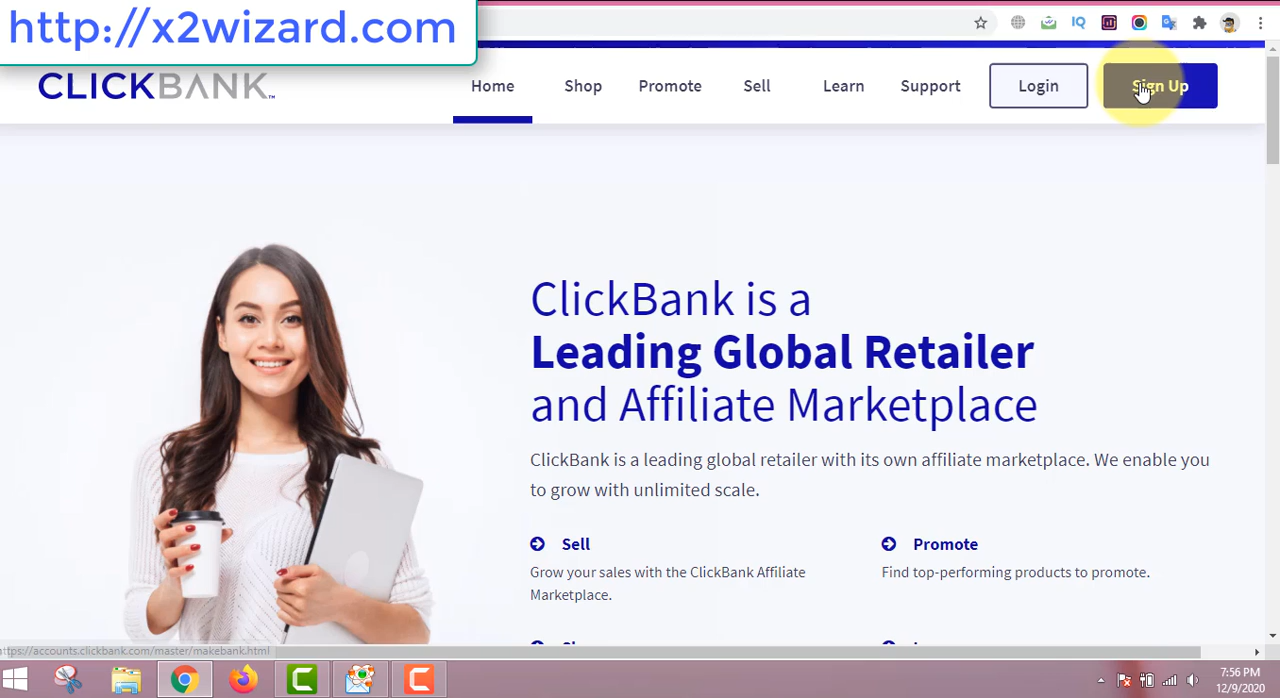 http://x2wizard.com
CLICKBANK™
Home
Shop
Promote
Sell
Learn
Support
Login
Sign Up
ClickBank is a
Leading Global Retailer
and Affiliate Marketplace
ClickBank is a leading global retailer with its own affiliate marketplace. We enable you
to grow with unlimited scale.
Sell
Promote
Grow your sales with the ClickBank Affiliate
Marketplace.
Find top-performing products to promote.
https://accounts.clickbank.com/master/makebank.html
7:56 PM
12/9/2020